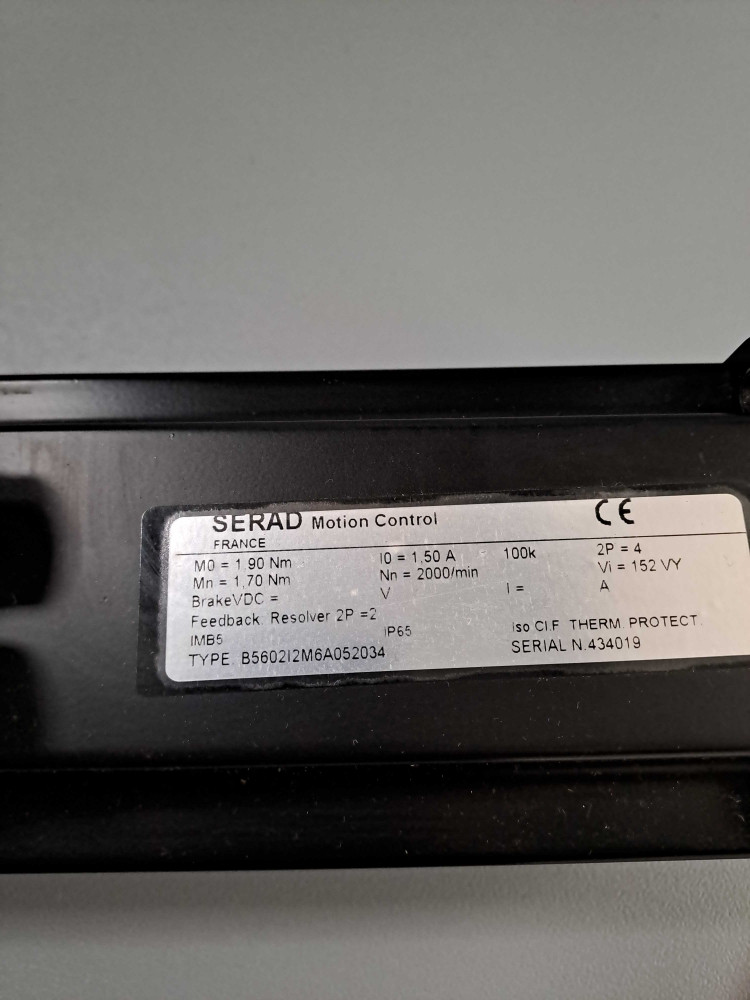 SERAD Motion Control CE
FRANCE
M0 = 1,90 Nm I0 = 1,50 A 100k 2P = 4
Mn = 1,70 Nm Nn = 2000/min Vi = 152 VY
BrakeVDC = V I = A
Feedback Resolver 2P =2
IMB5 IP65 iso Cl.F THERM. PROTECT.
TYPE B5602I2M6A052034 SERIAL N.434019